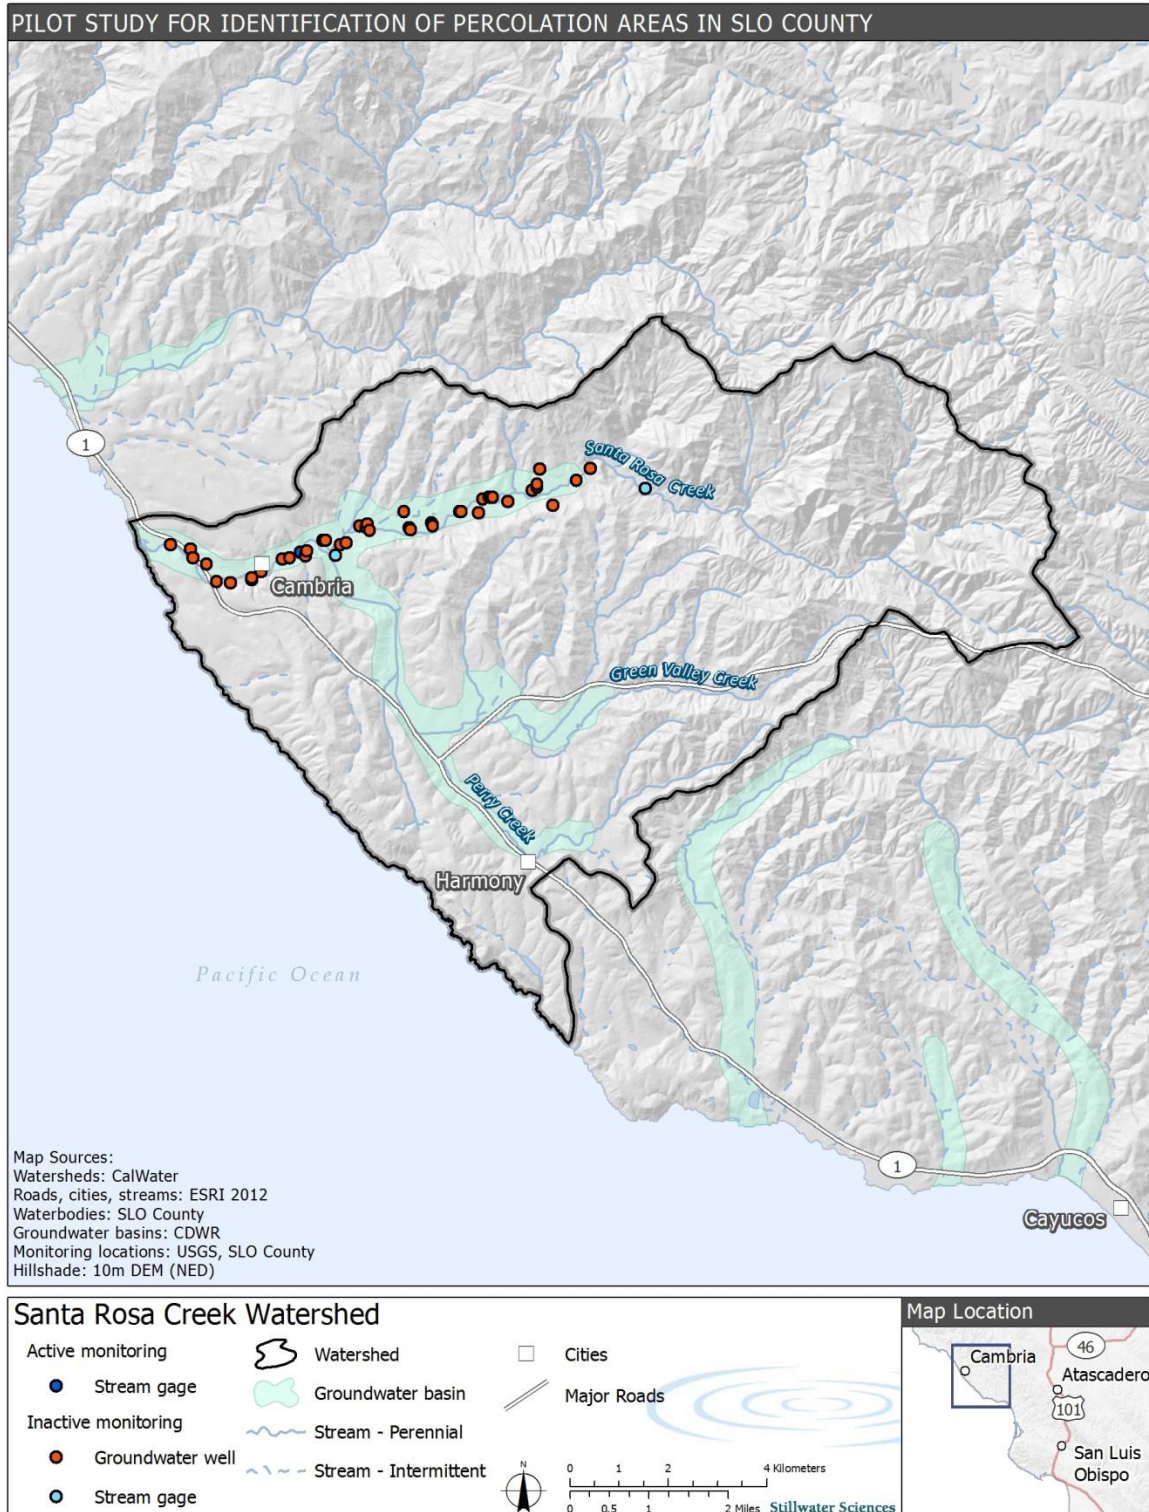 PILOT STUDY FOR IDENTIFICATION OF PERCOLATION AREAS IN SLO COUNTY
1
Santa Rosa Creek
Cambria
Green Valley Creek
Perry Creek
Harmony
Pacific Ocean
1
Cayucos
Map Sources:
Watersheds: CalWater
Roads, cities, streams: ESRI 2012
Waterbodies: SLO County
Groundwater basins: CDWR
Monitoring locations: USGS, SLO County
Hillshade: 10m DEM (NED)
Santa Rosa Creek Watershed
Active monitoring
Stream gage
Inactive monitoring
Groundwater well
Stream gage
Watershed
Groundwater basin
Stream - Perennial
Stream - Intermittent
Cities
Major Roads
N
0 1 2 4 Kilometers
0 0.5 1 2 Miles
Stillwater Sciences
Map Location
46
Cambria
Atascadero
101
San Luis
Obispo